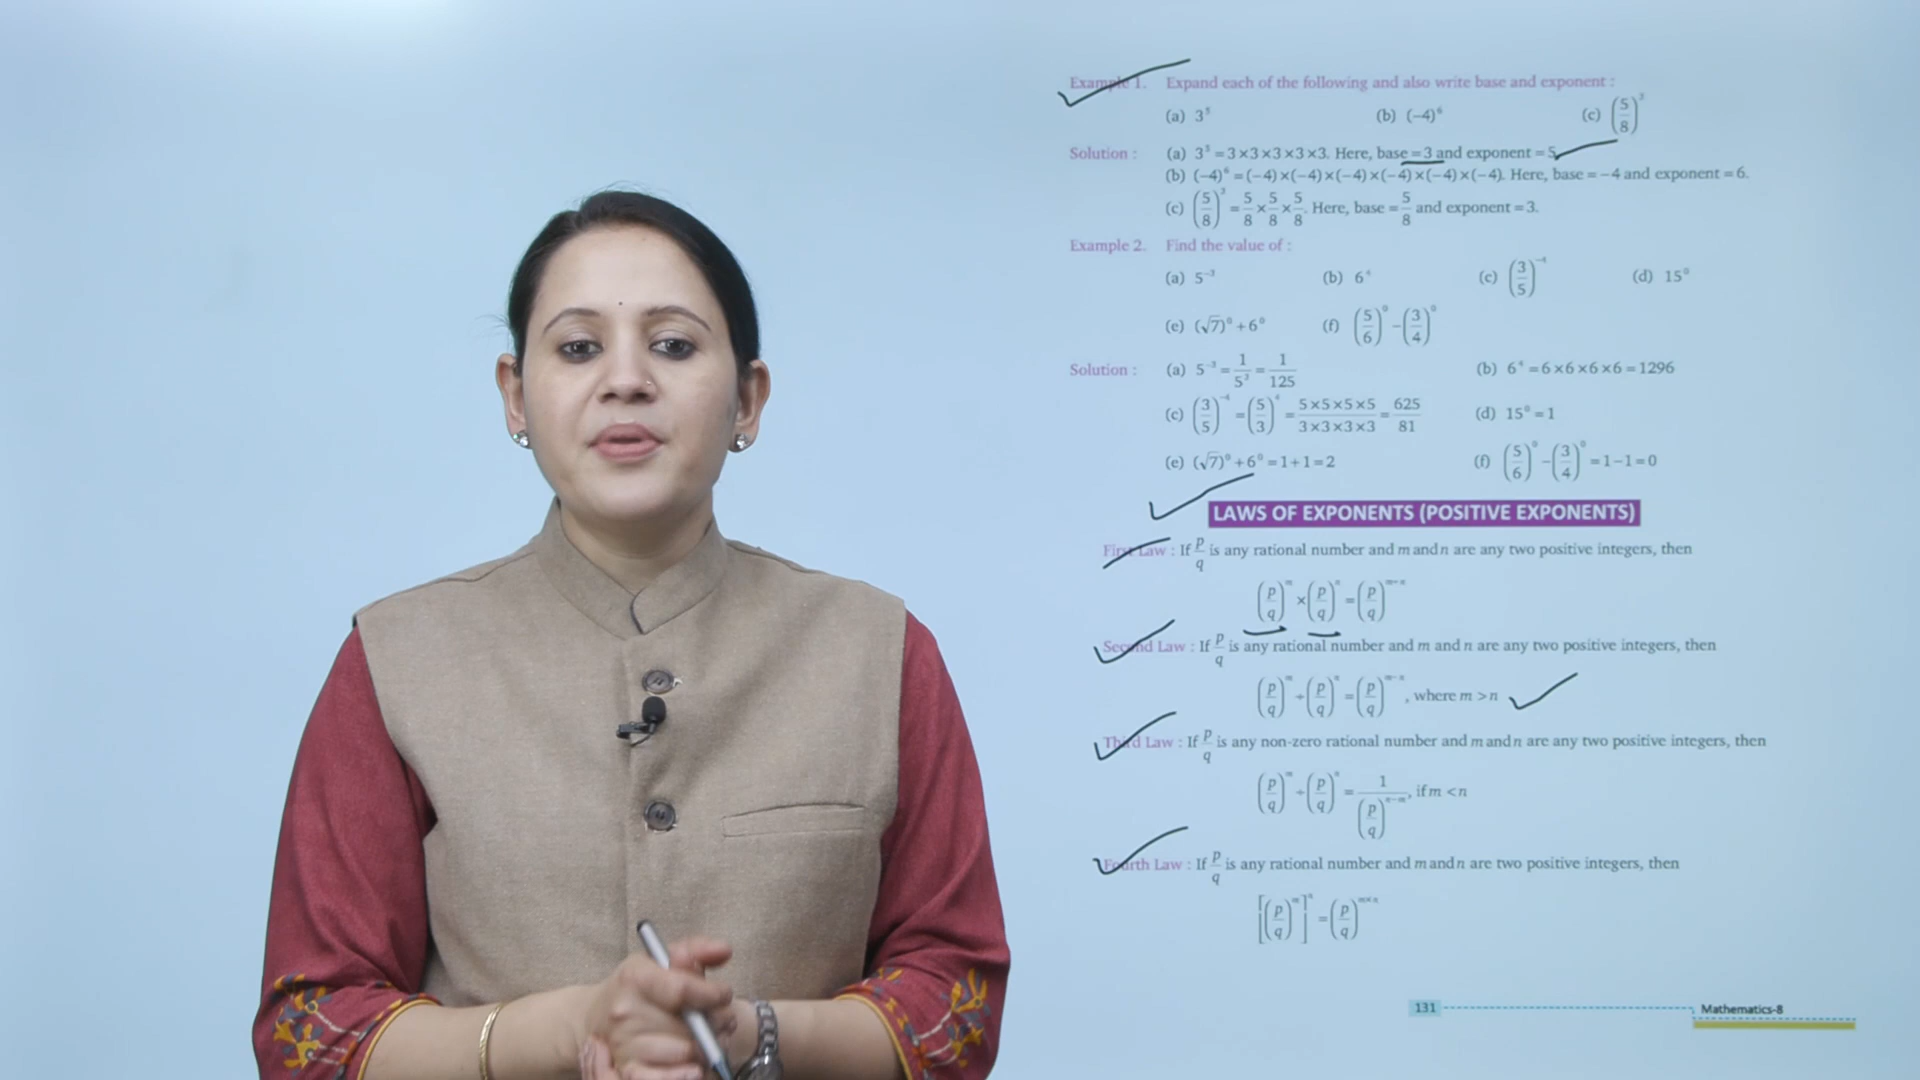 Example 1. Expand each of the following and also write base and exponent :
(a) 3⁵ (b) (−4)⁶ (c) (5/8)³
Solution : (a) 3⁵ = 3×3×3×3×3. Here, base = 3 and exponent = 5.
(b) (−4)⁶ = (−4)×(−4)×(−4)×(−4)×(−4)×(−4). Here, base = −4 and exponent = 6.
(c) (5/8)³ = 5/8 × 5/8 × 5/8. Here, base = 5/8 and exponent = 3.
Example 2. Find the value of :
(a) 5⁻³ (b) 6⁴ (c) (3/5)⁻⁴ (d) 15⁰
(e) (√7)⁰ + 6⁰ (f) (5/6)⁰ − (3/4)⁰
Solution : (a) 5⁻³ = 1/5³ = 1/125 (b) 6⁴ = 6×6×6×6 = 1296
(c) (3/5)⁻⁴ = (5/3)⁴ = 5×5×5×5/3×3×3×3 = 625/81 (d) 15⁰ = 1
(e) (√7)⁰ + 6⁰ = 1+1 = 2 (f) (5/6)⁰ − (3/4)⁰ = 1−1 = 0
LAWS OF EXPONENTS (POSITIVE EXPONENTS)
First Law : If p/q is any rational number and m and n are any two positive integers, then
(p/q)ᵐ × (p/q)ⁿ = (p/q)ᵐ⁺ⁿ
Second Law : If p/q is any rational number and m and n are any two positive integers, then
(p/q)ᵐ ÷ (p/q)ⁿ = (p/q)ᵐ⁻ⁿ, where m > n
Third Law : If p/q is any non-zero rational number and m and n are any two positive integers, then
(p/q)ᵐ ÷ (p/q)ⁿ = 1/(p/q)ⁿ⁻ᵐ, if m < n
Fourth Law : If p/q is any rational number and m and n are two positive integers, then
[(p/q)ᵐ]ⁿ = (p/q)ᵐˣⁿ
131 Mathematics-8